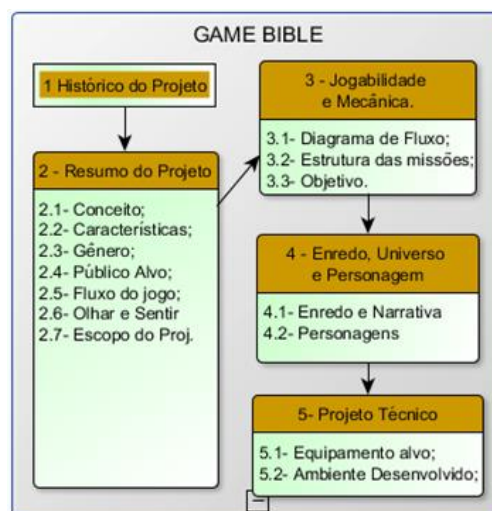 GAME BIBLE
1 Histórico do Projeto
2 - Resumo do Projeto
2.1- Conceito;
2.2- Características;
2.3- Gênero;
2.4- Público Alvo;
2.5- Fluxo do jogo;
2.6- Olhar e Sentir
2.7- Escopo do Proj.
3 - Jogabilidade
e Mecânica.
3.1- Diagrama de Fluxo;
3.2- Estrutura das missões;
3.3- Objetivo.
4 - Enredo, Universo
e Personagem
4.1- Enredo e Narrativa
4.2- Personagens
5- Projeto Técnico
5.1- Equipamento alvo;
5.2- Ambiente Desenvolvido;